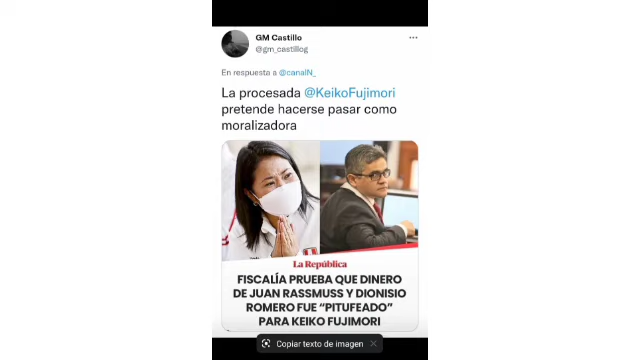 GM Castillo
@gm_castillog
En respuesta a @canalN_
La procesada @KeikoFujimori
pretende hacerse pasar como
moralizadora
La República
FISCALÍA PRUEBA QUE DINERO
DE JUAN RASSMUSS Y DIONISIO
ROMERO FUE “PITUFEADO”
PARA KEIKO FUJIMORI
Copiar texto de imagen